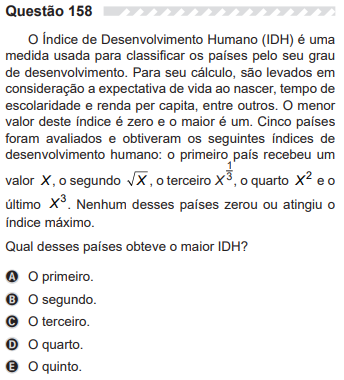 Questão 158
O Índice de Desenvolvimento Humano (IDH) é uma
medida usada para classificar os países pelo seu grau
de desenvolvimento. Para seu cálculo, são levados em
consideração a expectativa de vida ao nascer, tempo de
escolaridade e renda per capita, entre outros. O menor
valor deste índice é zero e o maior é um. Cinco países
foram avaliados e obtiveram os seguintes índices de
desenvolvimento humano: o primeiro país recebeu um
valor X, o segundo √X, o terceiro X^(1/3), o quarto X² e o
último X³. Nenhum desses países zerou ou atingiu o
índice máximo.
Qual desses países obteve o maior IDH?
A O primeiro.
B O segundo.
C O terceiro.
D O quarto.
E O quinto.